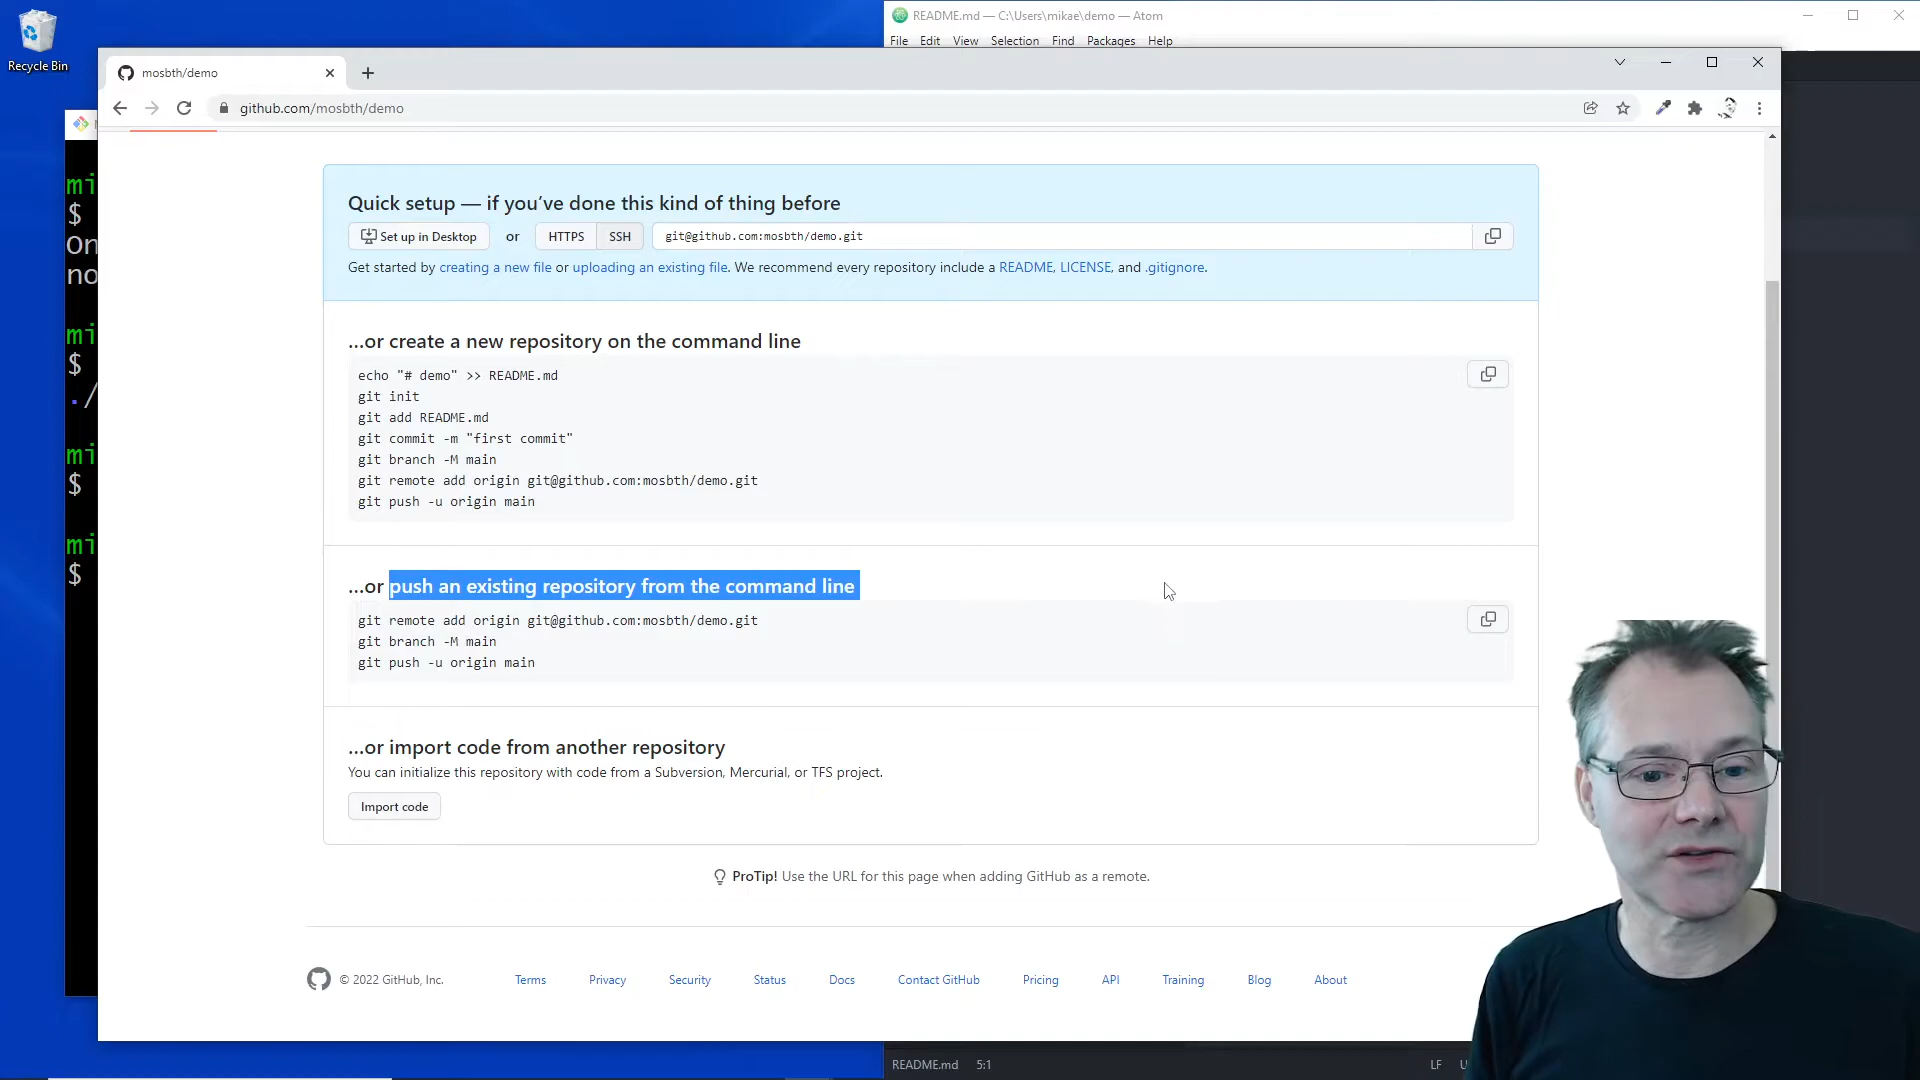 Recycle Bin
README.md — C:\Users\mikae\demo — Atom
File Edit View Selection Find Packages Help
mosbth/demo
github.com/mosbth/demo
mi
$
On
no
mi
$
./
mi
$
mi
$
Quick setup — if you’ve done this kind of thing before
Set up in Desktop or HTTPS SSH git@github.com:mosbth/demo.git
Get started by creating a new file or uploading an existing file. We recommend every repository include a README, LICENSE, and .gitignore.
…or create a new repository on the command line
echo "# demo" >> README.md
git init
git add README.md
git commit -m "first commit"
git branch -M main
git remote add origin git@github.com:mosbth/demo.git
git push -u origin main
…or push an existing repository from the command line
git remote add origin git@github.com:mosbth/demo.git
git branch -M main
git push -u origin main
…or import code from another repository
You can initialize this repository with code from a Subversion, Mercurial, or TFS project.
Import code
ProTip! Use the URL for this page when adding GitHub as a remote.
© 2022 GitHub, Inc. Terms Privacy Security Status Docs Contact GitHub Pricing API Training Blog About
README.md 5:1 LF U